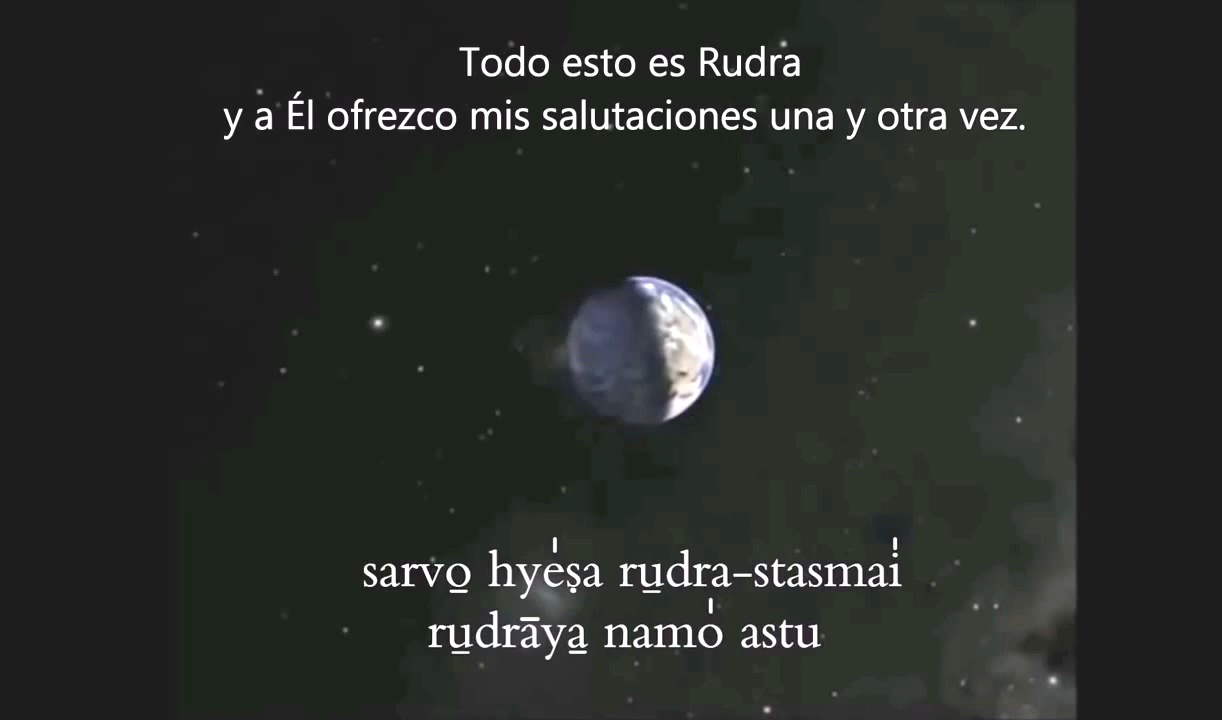 Todo esto es Rudra
y a Él ofrezco mis salutaciones una y otra vez.
sarvo̱ hye̍ṣa ru̱dra-stasmai̍
ru̱drāya̱ namo̍ astu